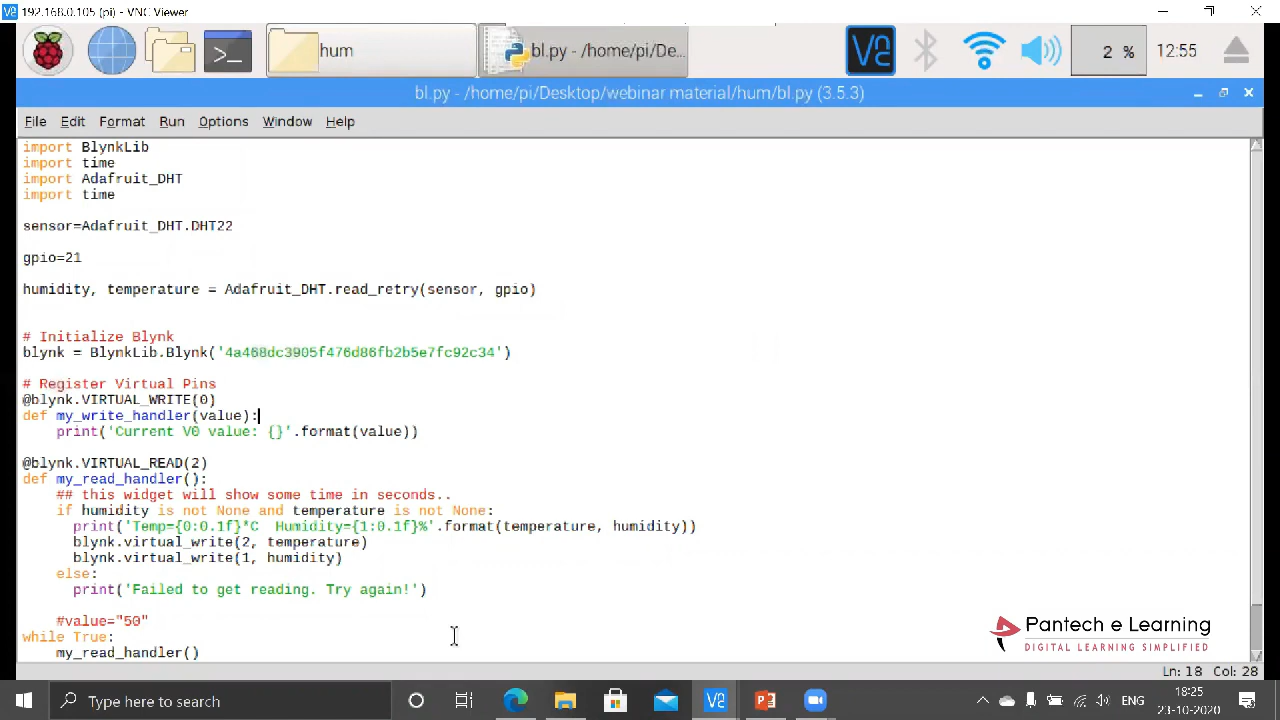 192.168.0.105 (pi) - VNC Viewer
hum
bl.py - /home/pi/De...
2 %
12:55
bl.py - /home/pi/Desktop/webinar material/hum/bl.py (3.5.3)
File Edit Format Run Options Window Help
import BlynkLib
import time
import Adafruit_DHT
import time
sensor=Adafruit_DHT.DHT22
gpio=21
humidity, temperature = Adafruit_DHT.read_retry(sensor, gpio)
# Initialize Blynk
blynk = BlynkLib.Blynk('4a468dc3905f476d86fb2b5e7fc92c34')
# Register Virtual Pins
@blynk.VIRTUAL_WRITE(0)
def my_write_handler(value):
    print('Current V0 value: {}'.format(value))
@blynk.VIRTUAL_READ(2)
def my_read_handler():
    ## this widget will show some time in seconds..
    if humidity is not None and temperature is not None:
      print('Temp={0:0.1f}*C  Humidity={1:0.1f}%'.format(temperature, humidity))
      blynk.virtual_write(2, temperature)
      blynk.virtual_write(1, humidity)
    else:
      print('Failed to get reading. Try again!')
    #value="50"
while True:
    my_read_handler()
Pantech e Learning
DIGITAL LEARNING SIMPLIFIED
Ln: 18 Col: 28
Type here to search
ENG
18:25
23-10-2020